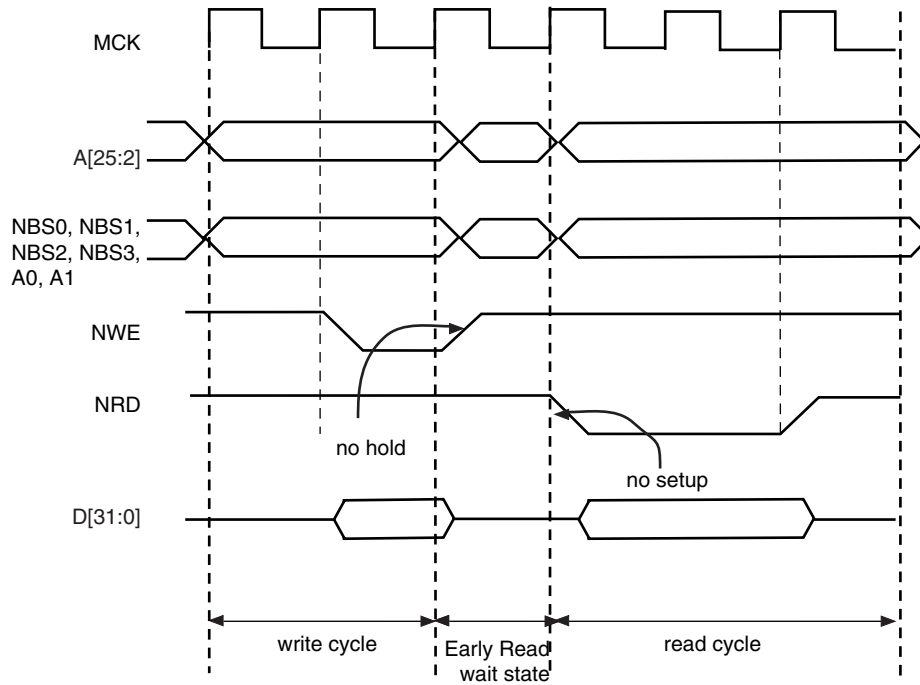 MCK
A[25:2]
NBS0, NBS1,
NBS2, NBS3,
A0, A1
NWE
NRD
no hold
no setup
D[31:0]
write cycle
Early Read
wait state
read cycle